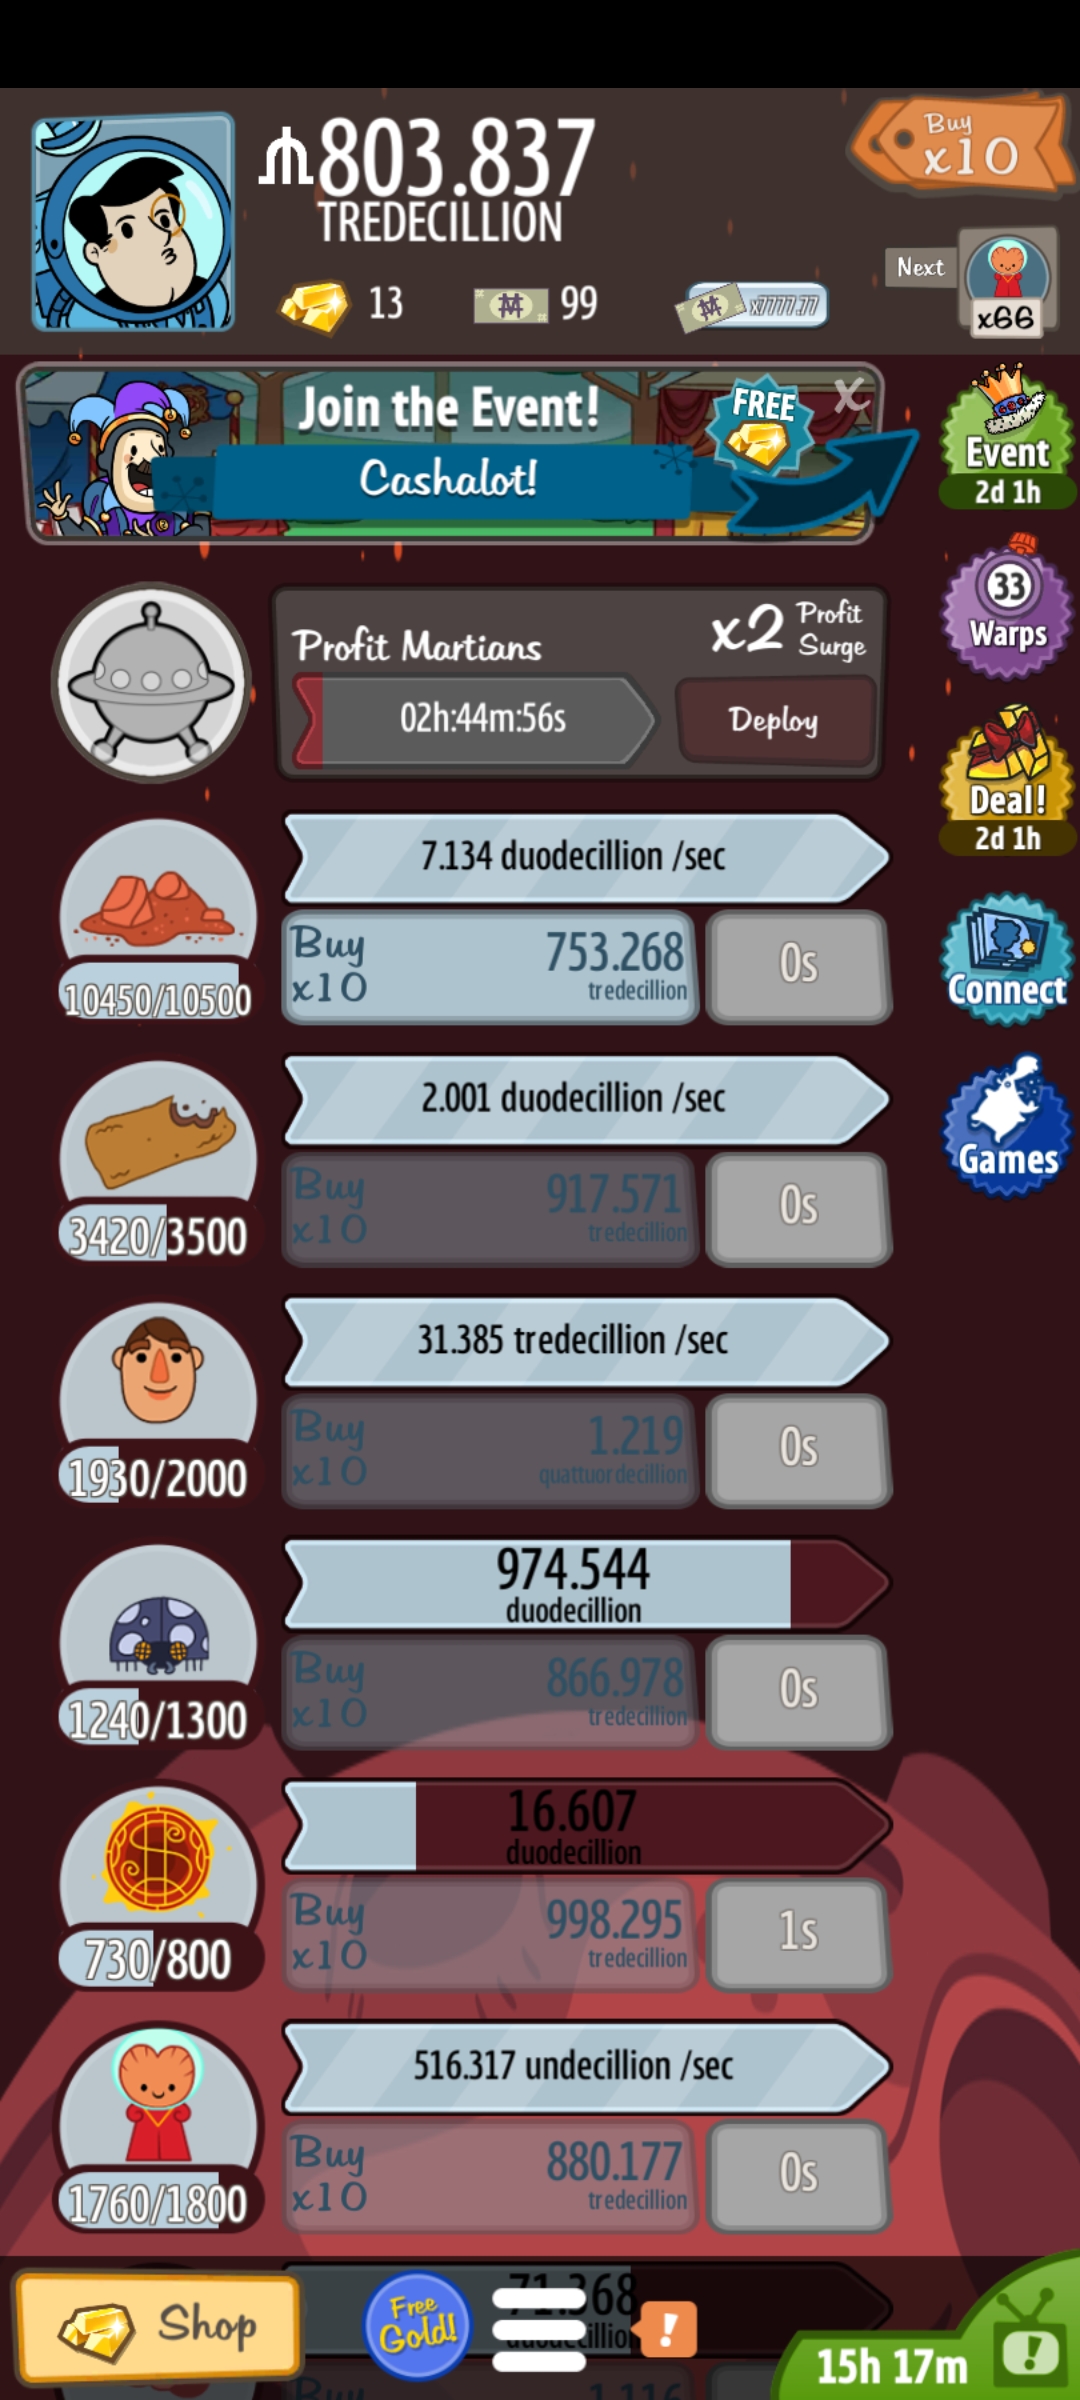 803.837
TREDECILLION
Buy
x10
13
99
x7777.77
Next
x66
Join the Event!
Cashalot!
FREE
X
Event
2d 1h
33
Warps
Profit Martians
x2 Profit Surge
02h:44m:56s
Deploy
Deal!
2d 1h
7.134 duodecillion /sec
Buy x10
753.268
tredecillion
0s
10450/10500
Connect
2.001 duodecillion /sec
Buy x10
917.571
tredecillion
0s
3420/3500
Games
31.385 tredecillion /sec
Buy x10
1.219
quattuordecillion
0s
1930/2000
974.544
duodecillion
Buy x10
866.978
tredecillion
0s
1240/1300
16.607
duodecillion
Buy x10
998.295
tredecillion
1s
730/800
516.317 undecillion /sec
Buy x10
880.177
tredecillion
0s
1760/1800
Shop
Free
Gold!
71.368
!
15h 17m
!
Buy
1.116